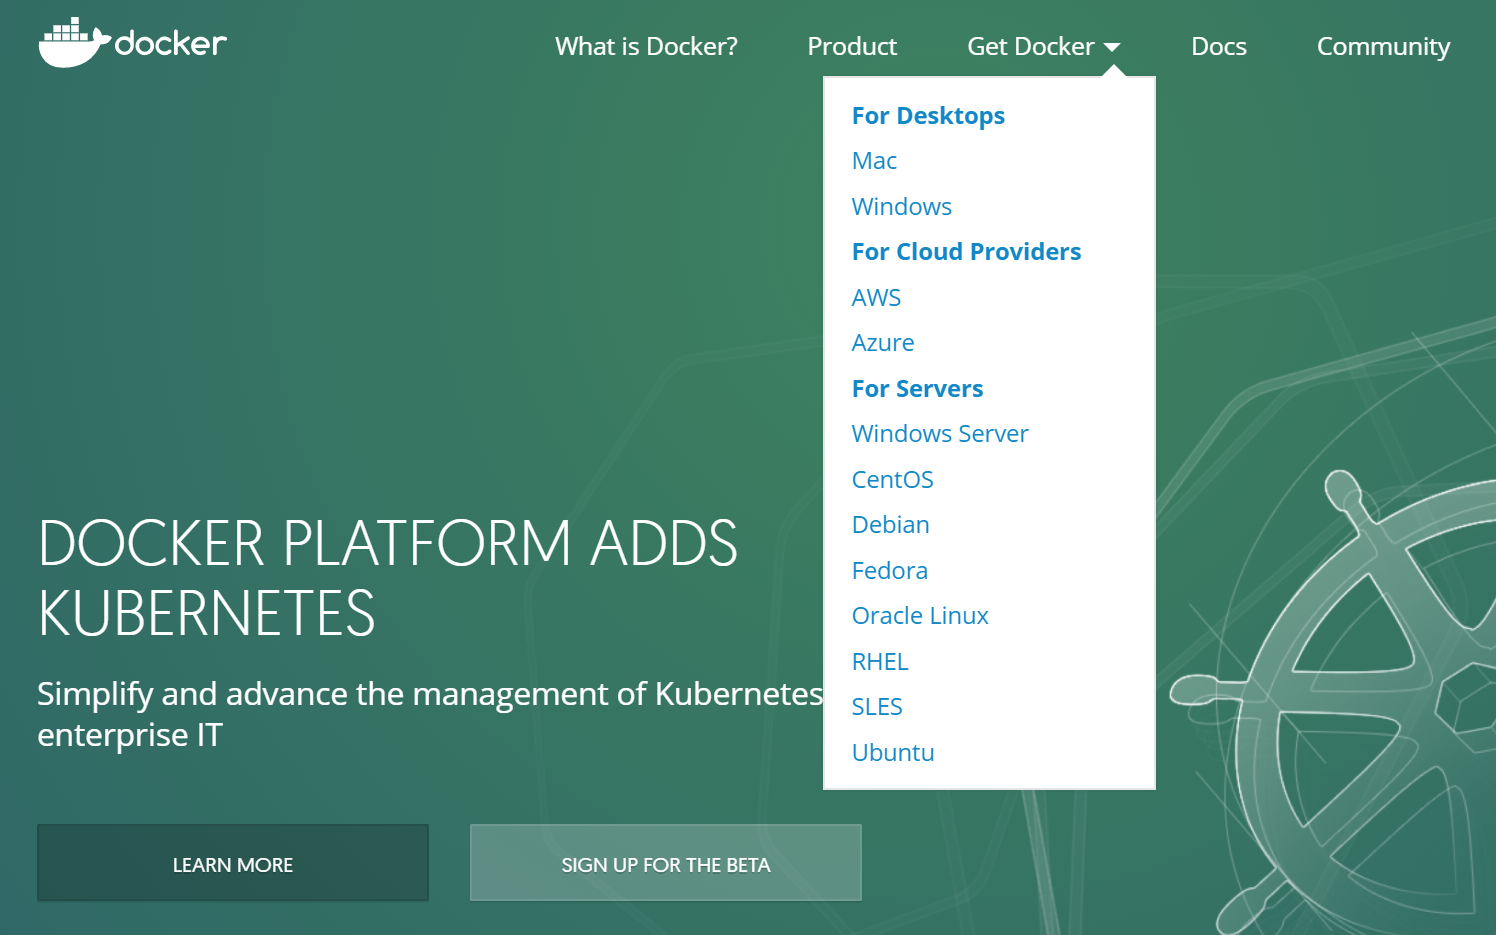 docker
What is Docker?
Product
Get Docker
Docs
Community
For Desktops
Mac
Windows
For Cloud Providers
AWS
Azure
For Servers
Windows Server
CentOS
Debian
Fedora
Oracle Linux
RHEL
SLES
Ubuntu
DOCKER PLATFORM ADDS
KUBERNETES
Simplify and advance the management of Kubernetes
enterprise IT
LEARN MORE
SIGN UP FOR THE BETA